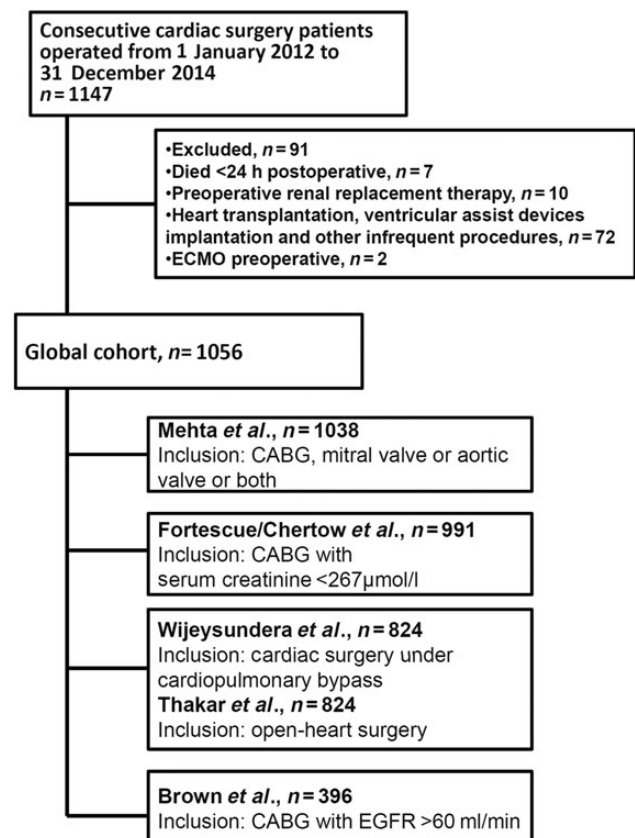 Consecutive cardiac surgery patients
operated from 1 January 2012 to
31 December 2014
n=1147
•Excluded, n=91
•Died <24 h postoperative, n=7
•Preoperative renal replacement therapy, n=10
•Heart transplantation, ventricular assist devices
implantation and other infrequent procedures, n=72
•ECMO preoperative, n=2
Global cohort, n=1056
Mehta et al., n=1038
Inclusion: CABG, mitral valve or aortic
valve or both
Fortescue/Chertow et al., n=991
Inclusion: CABG with
serum creatinine <267µmol/l
Wijeysundera et al., n=824
Inclusion: cardiac surgery under
cardiopulmonary bypass
Thakar et al., n=824
Inclusion: open-heart surgery
Brown et al., n=396
Inclusion: CABG with EGFR >60 ml/min